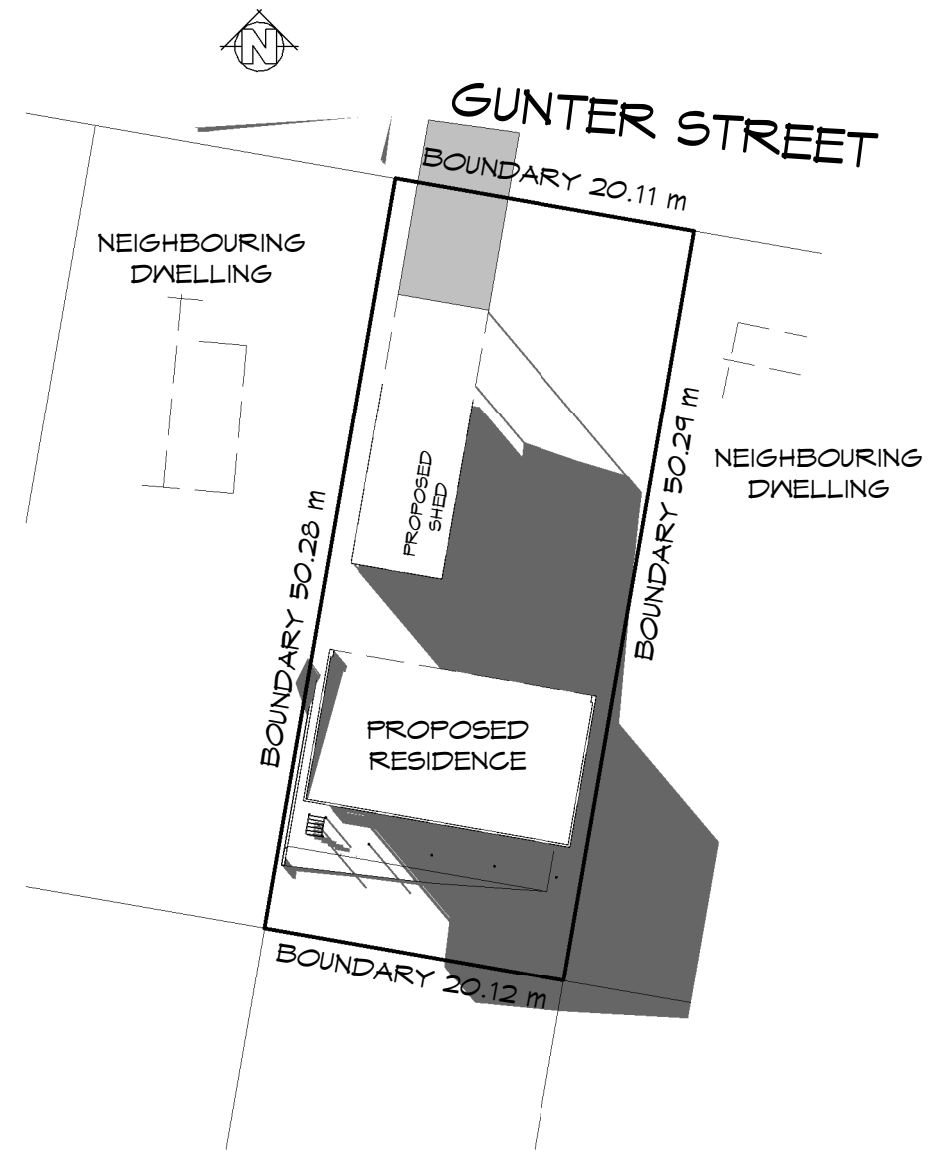 N
GUNTER STREET
BOUNDARY 20.11 m
NEIGHBOURING
DWELLING
NEIGHBOURING
DWELLING
BOUNDARY 50.29 m
PROPOSED
SHED
BOUNDARY 50.28 m
PROPOSED
RESIDENCE
BOUNDARY 20.12 m